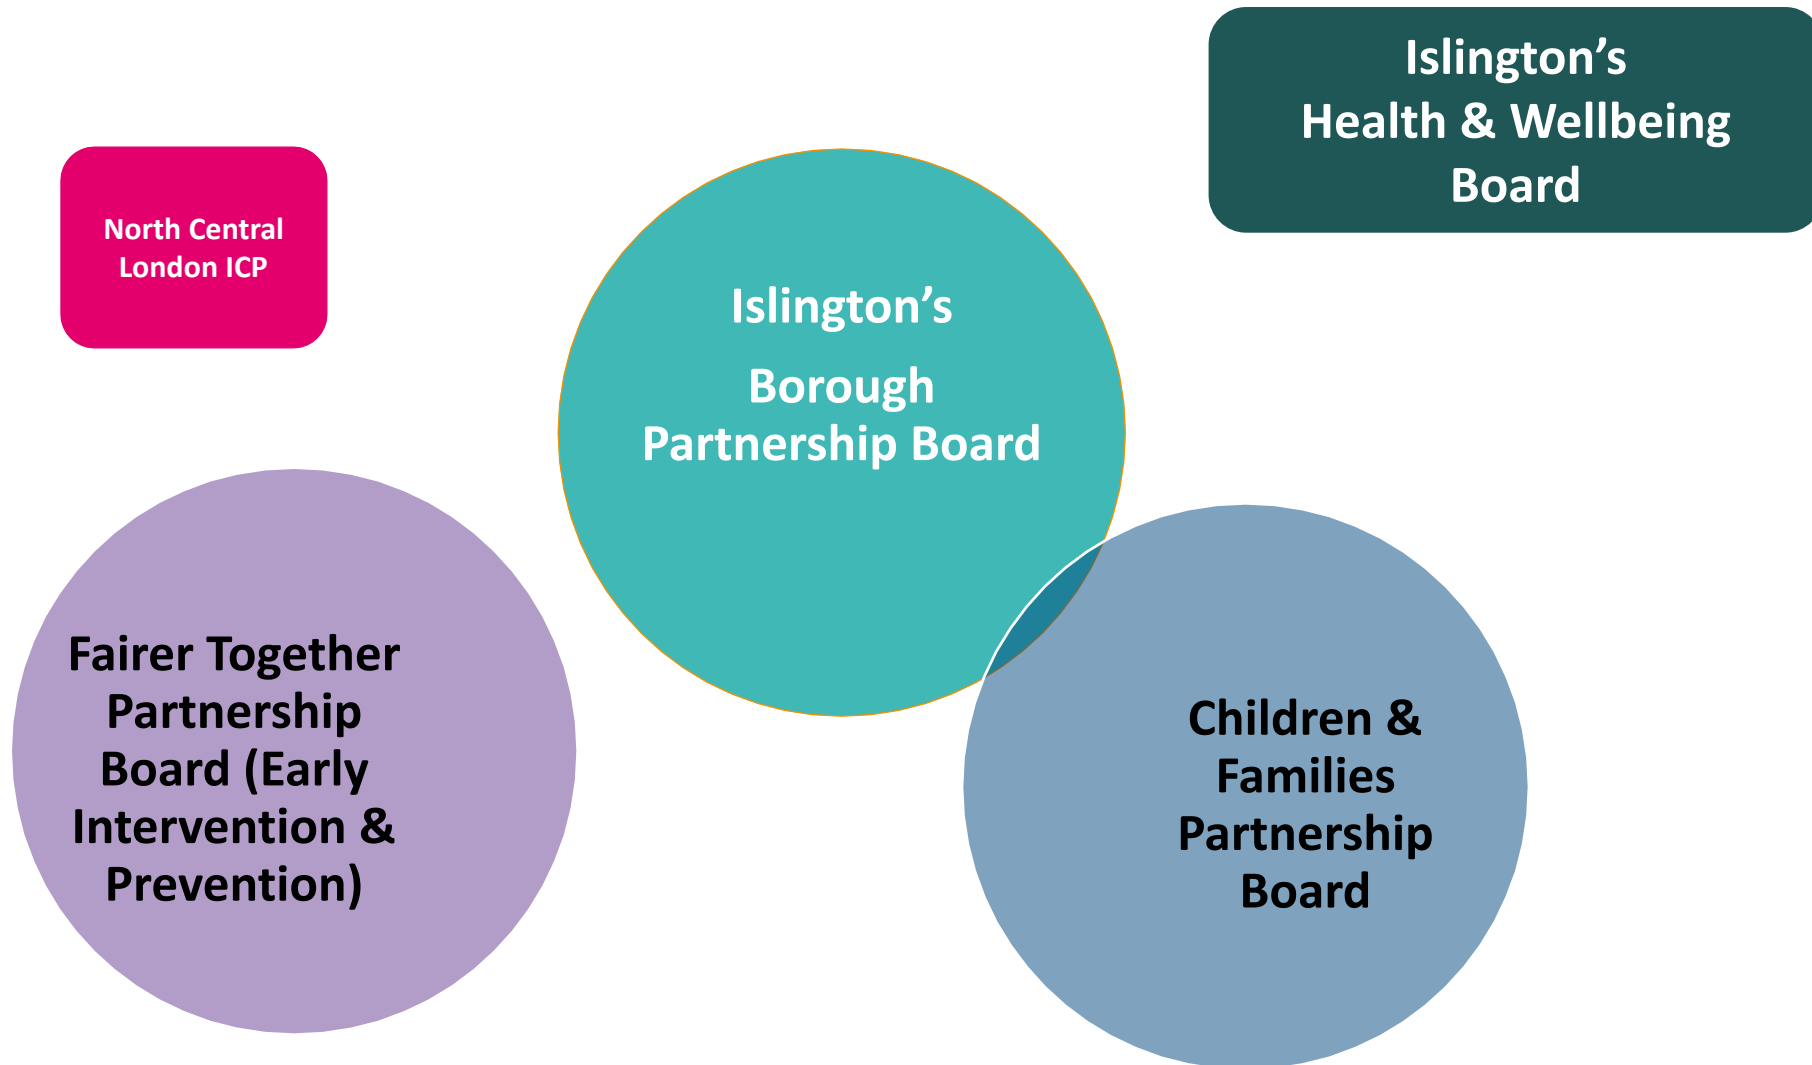 Islington’s
Health & Wellbeing
Board
North Central
London ICP
Islington’s
Borough
Partnership Board
Fairer Together
Partnership
Board (Early
Intervention &
Prevention)
Children &
Families
Partnership
Board